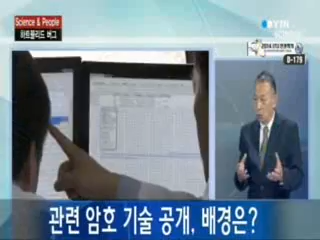 Science & People
하트블리드 버그
YTN
D-179
관련 암호 기술 공개, 배경은?